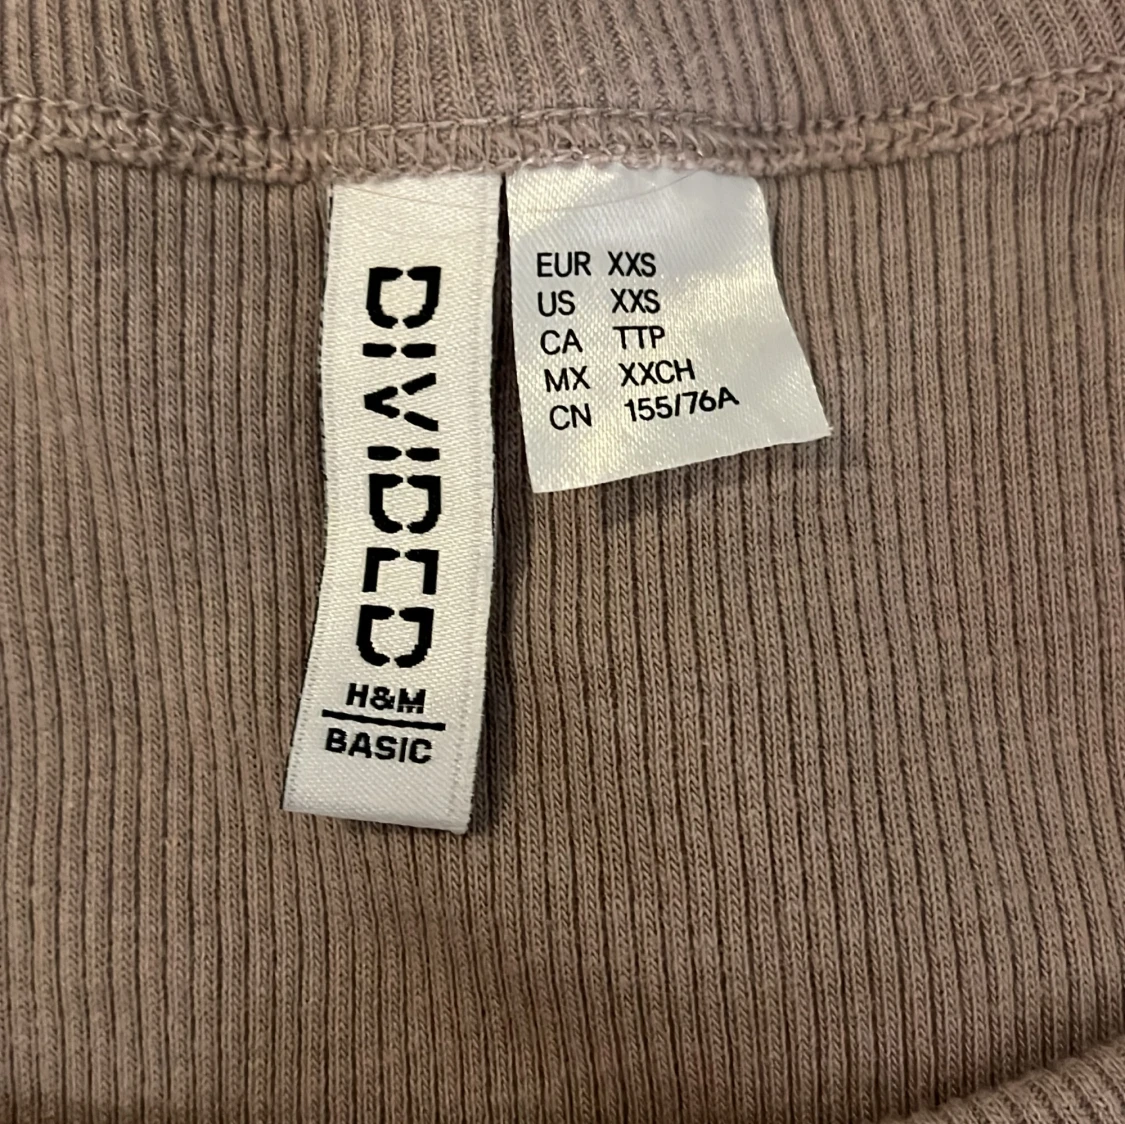 DIVIDED
H&M
BASIC
EUR XXS
US XXS
CA TTP
MX XXCH
CN 155/76A